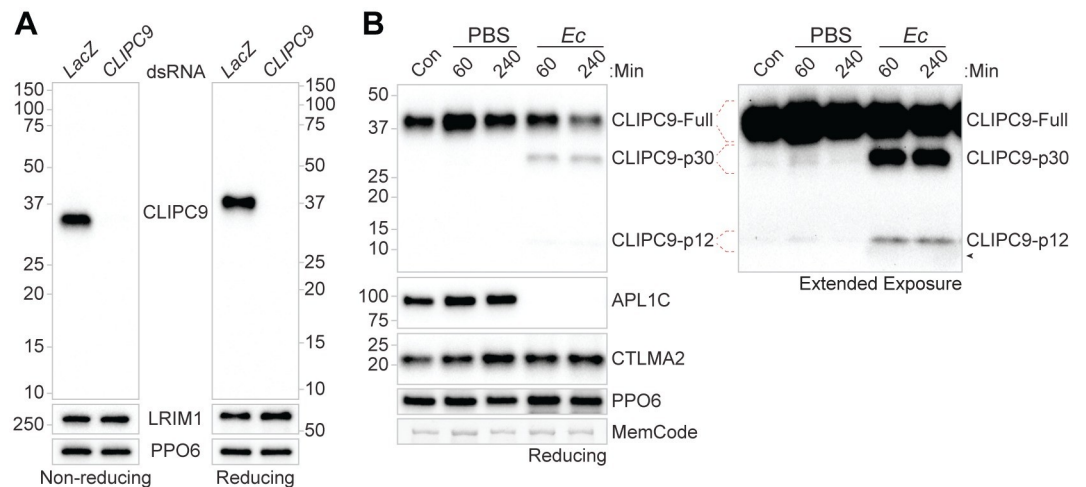 A
LacZ CLIPC9 dsRNA LacZ CLIPC9
150 150
100 100
75 75
50 50
37 CLIPC9 37
25 25
20 20
15 15
10 10
250 LRIM1 50
PPO6
Non-reducing Reducing
B
PBS Ec
Con 60 240 60 240 :Min
50
37
25
20
15
10
CLIPC9-Full
CLIPC9-p30
CLIPC9-p12
100
75
APL1C
25
20
CTLMA2
PPO6
MemCode
Reducing
PBS Ec
Con 60 240 60 240 :Min
CLIPC9-Full
CLIPC9-p30
CLIPC9-p12
Extended Exposure